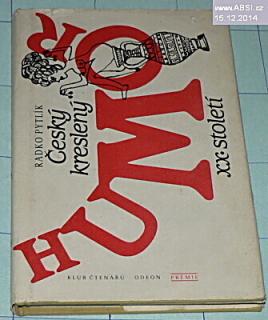 www.ABSI.cz
15.12.2014
RADKO PYTLÍK
Český
kreslený
HUMOR
xx. století
KLUB ČTENÁŘŮ ODEON PRÉMIE